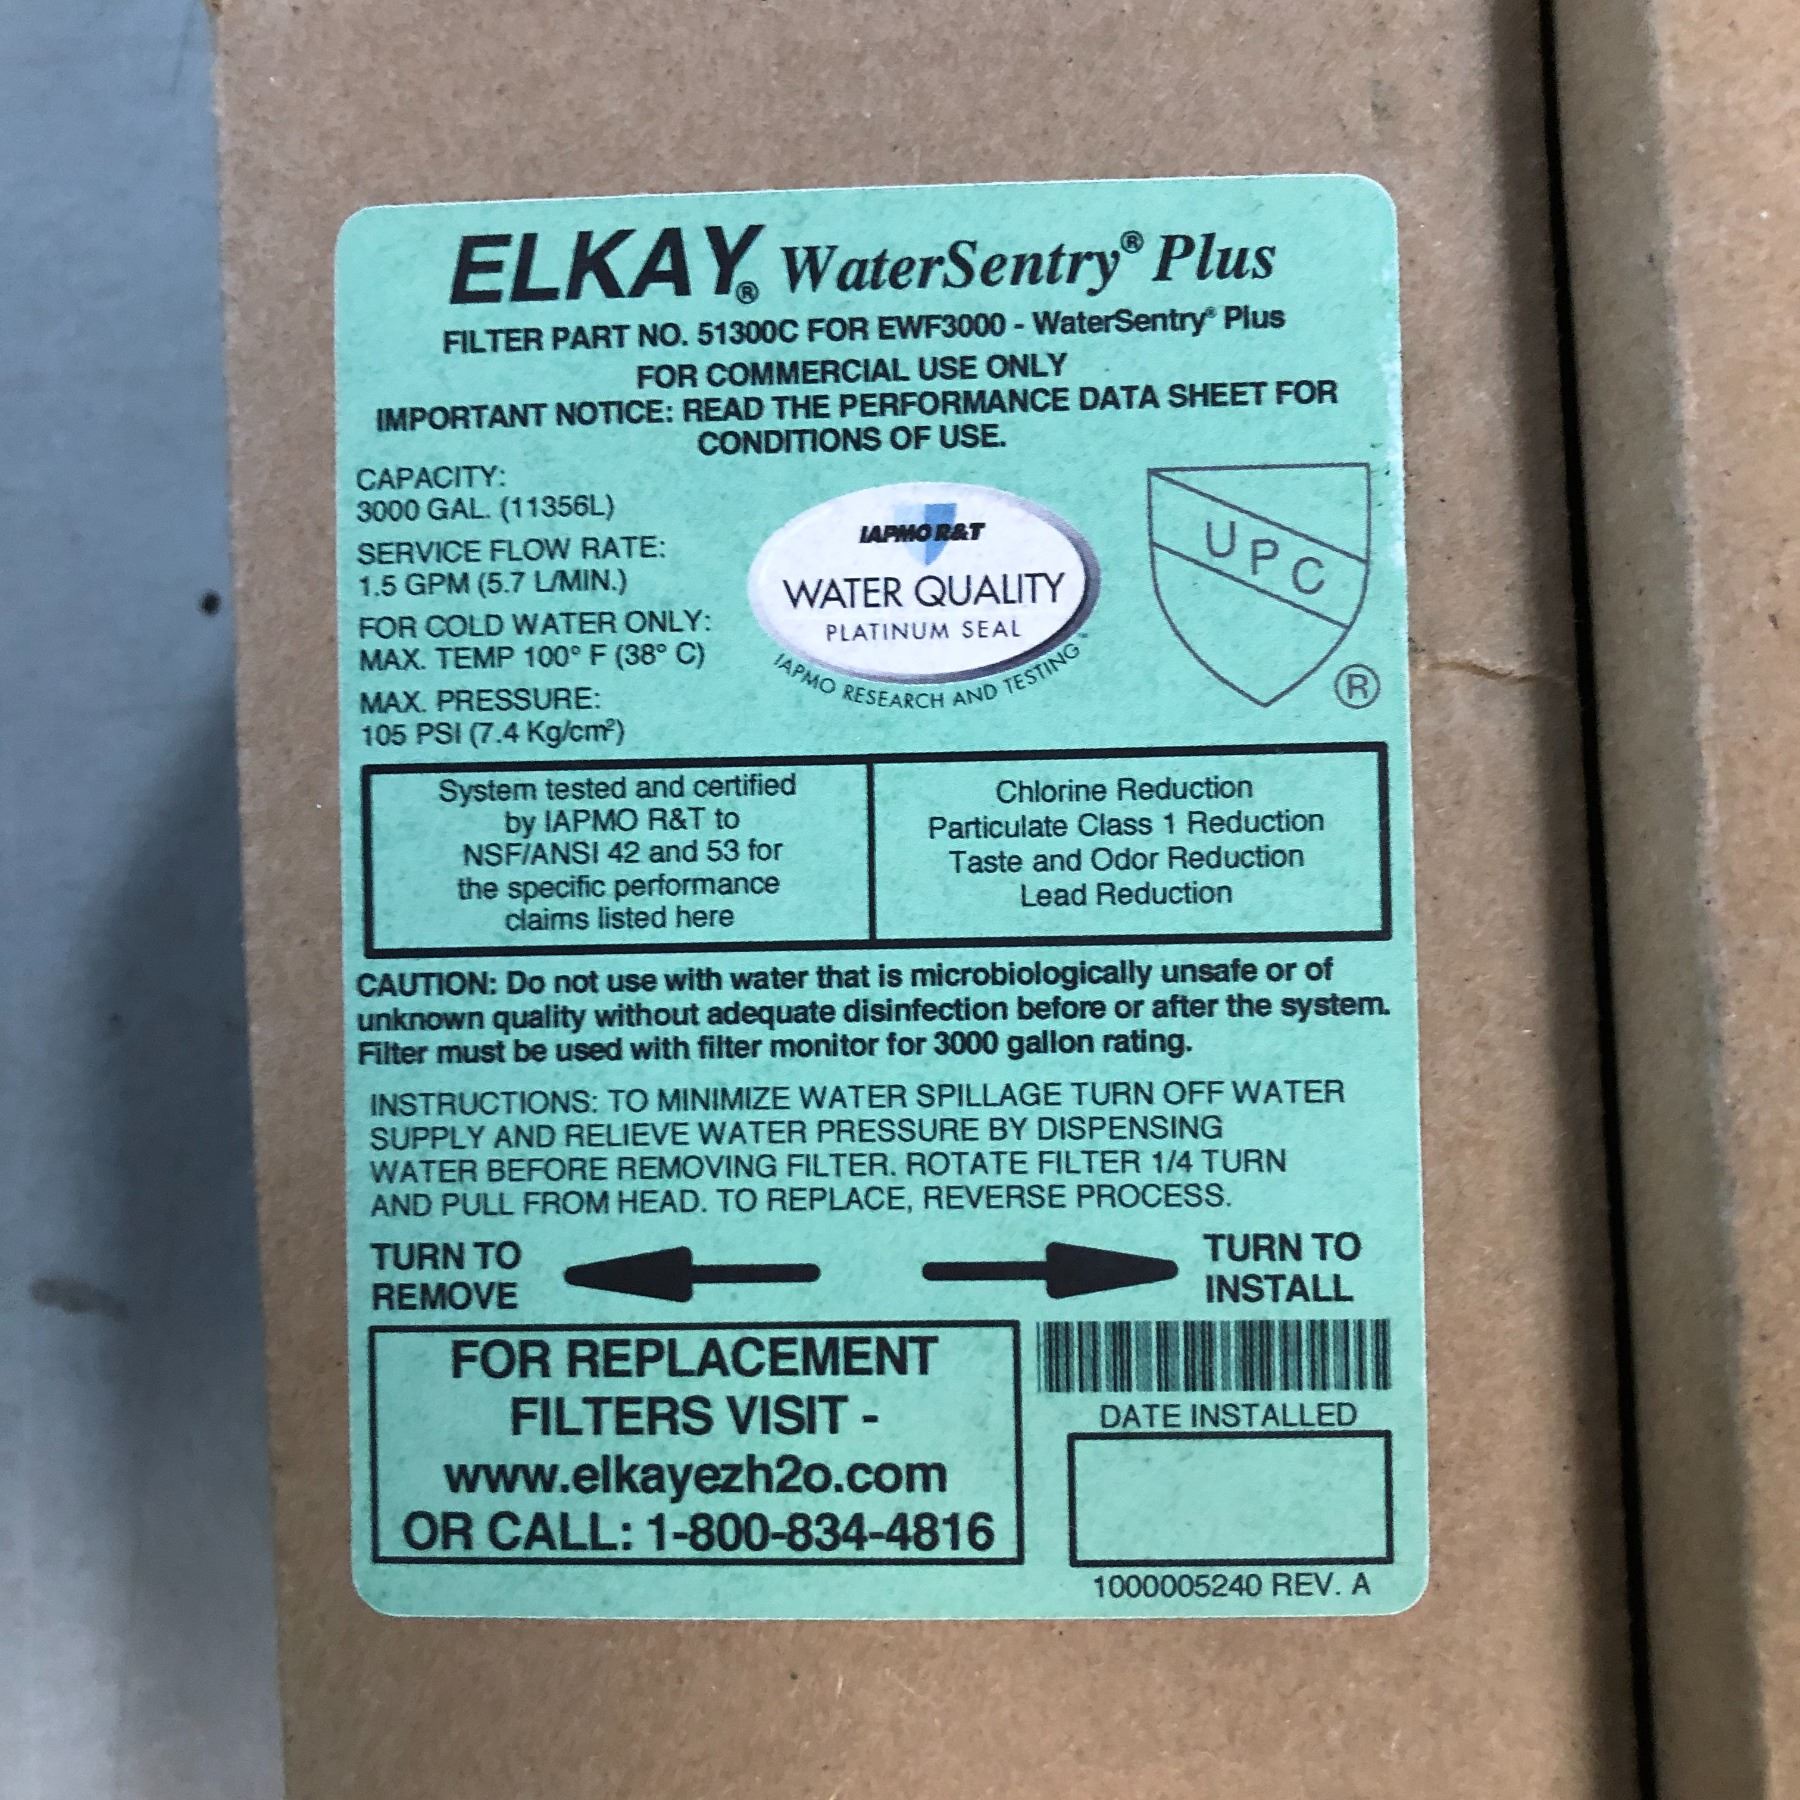 ELKAY® WaterSentry® Plus
FILTER PART NO. 51300C FOR EWF3000 - WaterSentry® Plus
FOR COMMERCIAL USE ONLY
IMPORTANT NOTICE: READ THE PERFORMANCE DATA SHEET FOR
CONDITIONS OF USE.
CAPACITY:
3000 GAL. (11356L)
SERVICE FLOW RATE:
1.5 GPM (5.7 L/MIN.)
FOR COLD WATER ONLY:
MAX. TEMP 100° F (38° C)
MAX. PRESSURE:
105 PSI (7.4 Kg/cm²)
IAPMO R&T
WATER QUALITY
PLATINUM SEAL
IAPMO RESEARCH AND TESTING™
UPC
®
System tested and certified
by IAPMO R&T to
NSF/ANSI 42 and 53 for
the specific performance
claims listed here
Chlorine Reduction
Particulate Class 1 Reduction
Taste and Odor Reduction
Lead Reduction
CAUTION: Do not use with water that is microbiologically unsafe or of
unknown quality without adequate disinfection before or after the system.
Filter must be used with filter monitor for 3000 gallon rating.
INSTRUCTIONS: TO MINIMIZE WATER SPILLAGE TURN OFF WATER
SUPPLY AND RELIEVE WATER PRESSURE BY DISPENSING
WATER BEFORE REMOVING FILTER. ROTATE FILTER 1/4 TURN
AND PULL FROM HEAD. TO REPLACE, REVERSE PROCESS.
TURN TO
REMOVE
TURN TO
INSTALL
FOR REPLACEMENT
FILTERS VISIT -
www.elkayezh2o.com
OR CALL: 1-800-834-4816
DATE INSTALLED
1000005240 REV. A